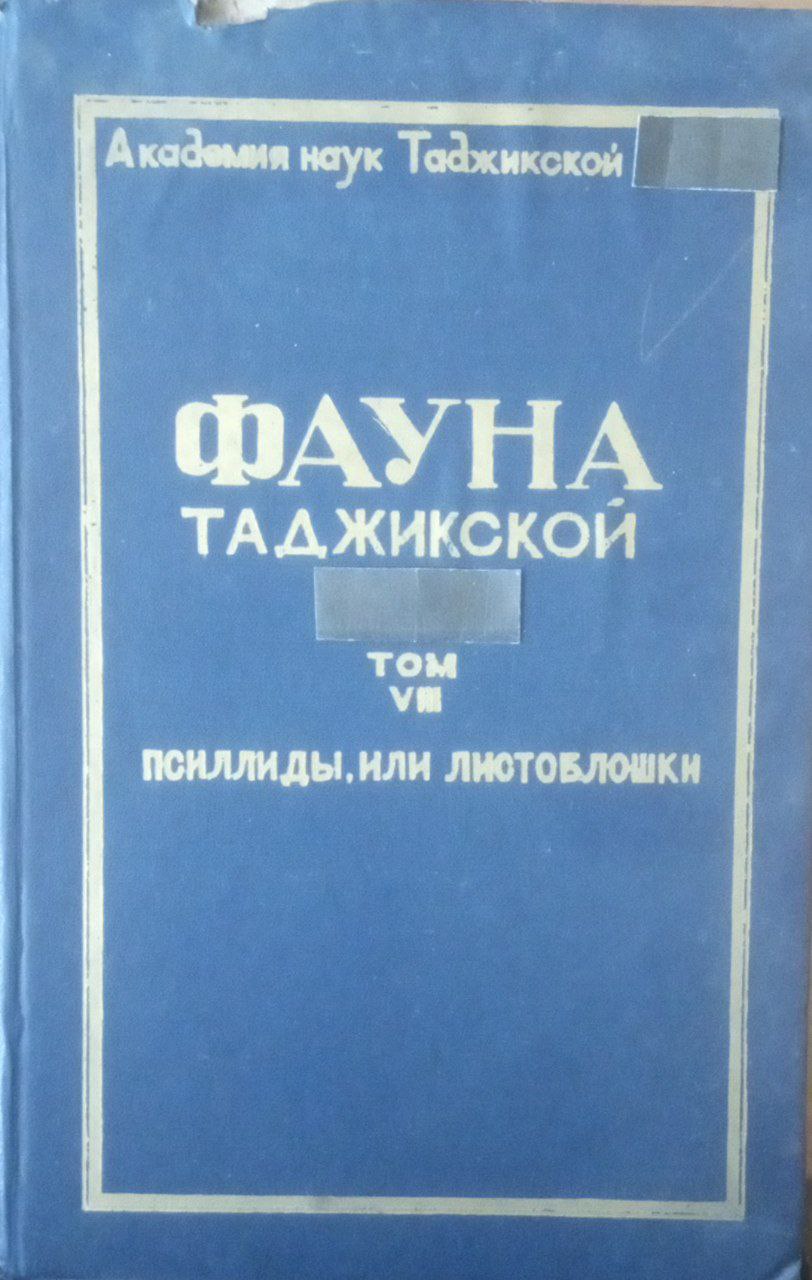 Академия наук Таджикской
ФАУНА
ТАДЖИКСКОЙ
ТОМ
VIII
ПСИЛЛИДЫ, ИЛИ ЛИСТОБЛОШКИ